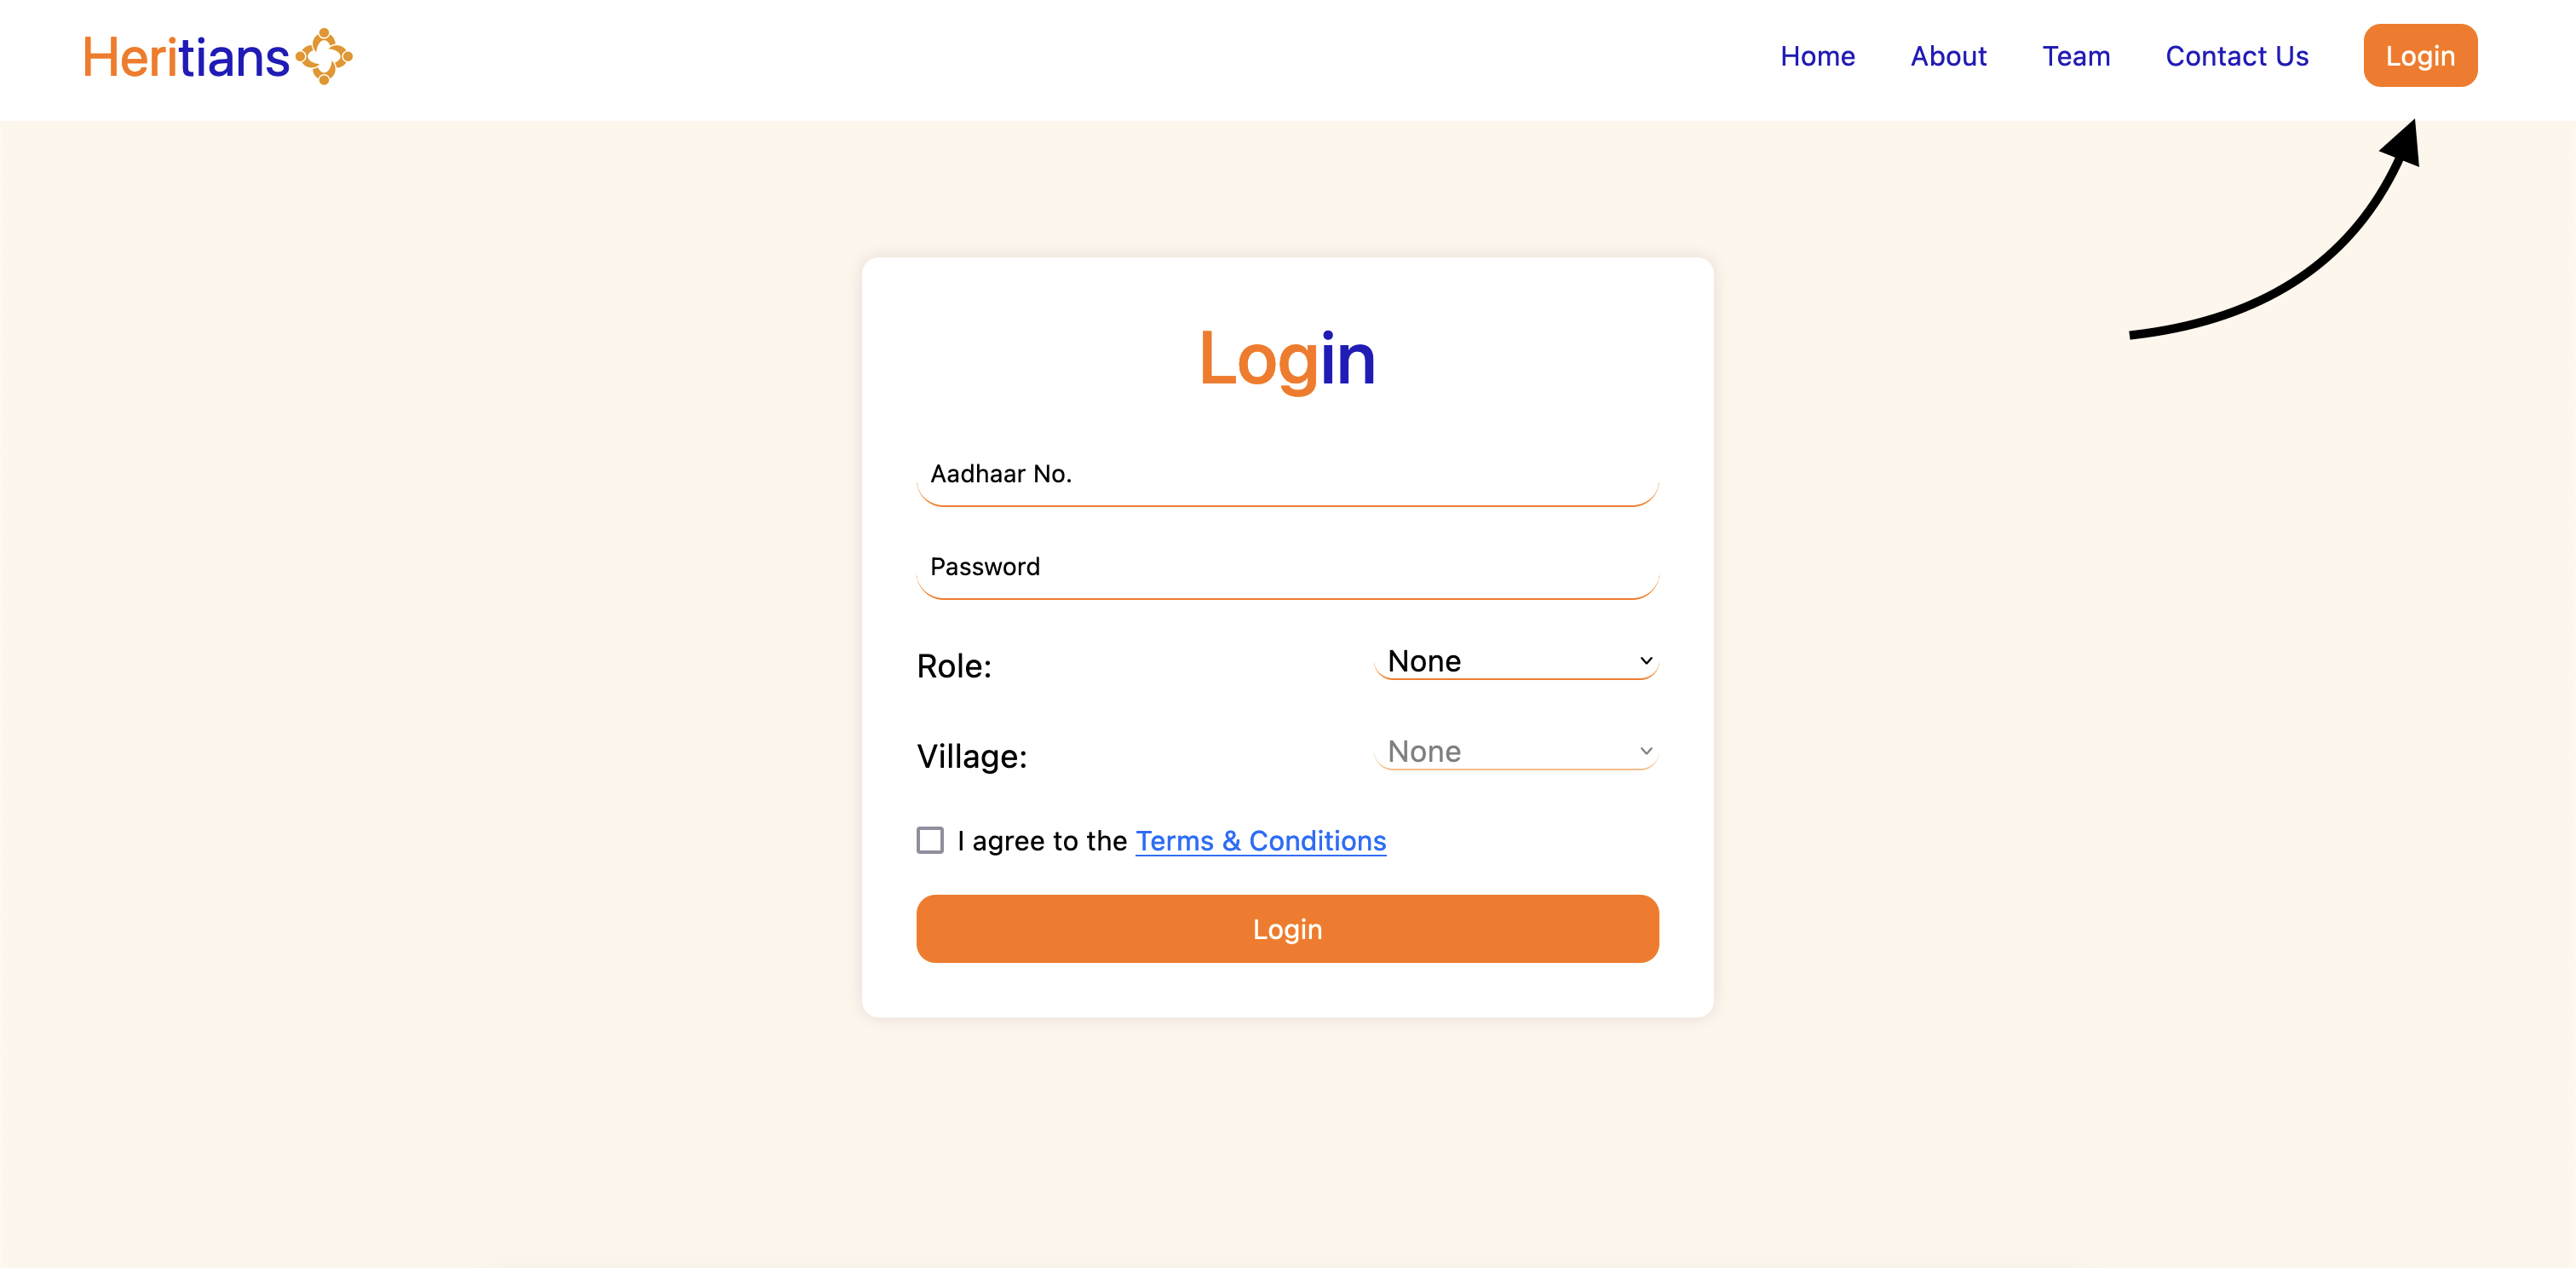 Heritians
Home About Team Contact Us Login
Login
Aadhaar No.
Password
Role: None
Village: None
I agree to the Terms & Conditions
Login